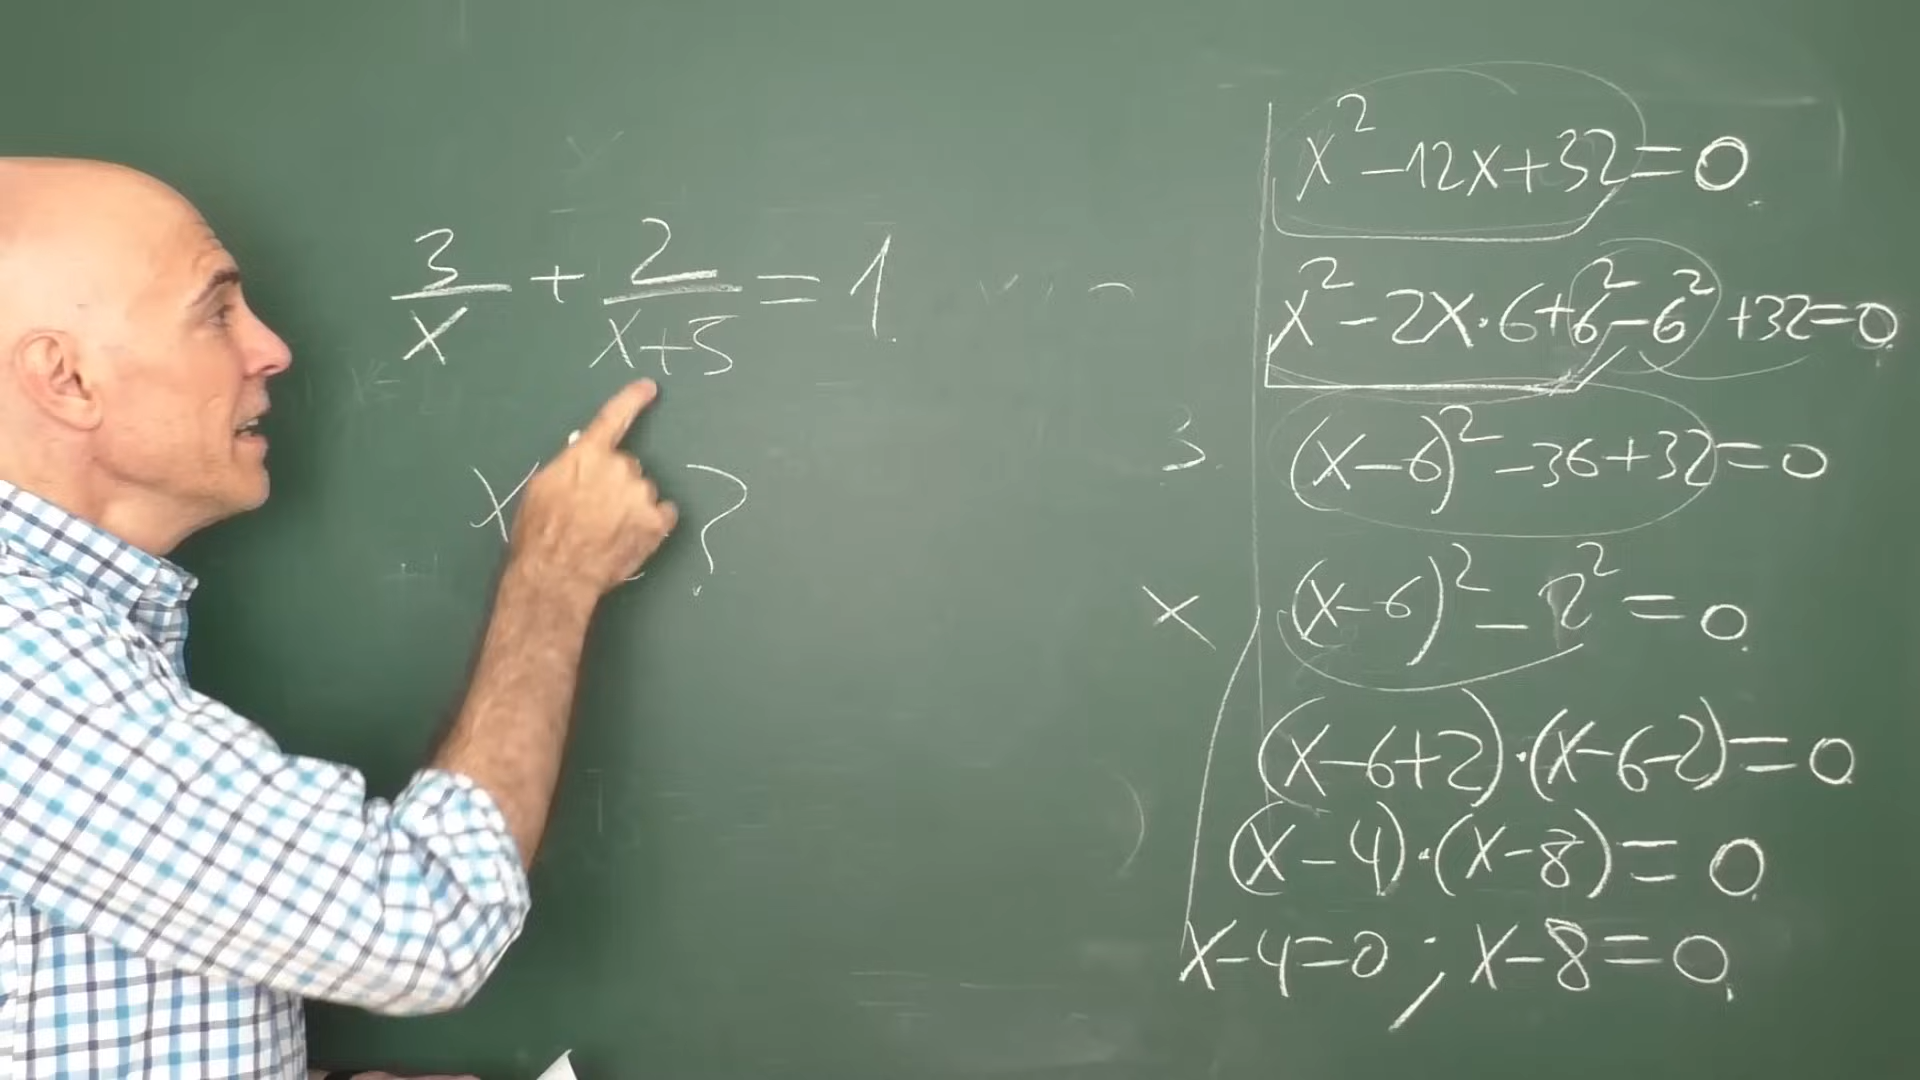 3/x + 2/(x+5) = 1
x ?
x² - 12x + 32 = 0
x² - 2x·6 + 6² - 6² + 32 = 0
3
(x - 6)² - 36 + 32 = 0
x
(x - 6)² - 2² = 0
(x - 6 + 2)·(x - 6 - 2) = 0
(x - 4)·(x - 8) = 0
x - 4 = 0 ; x - 8 = 0